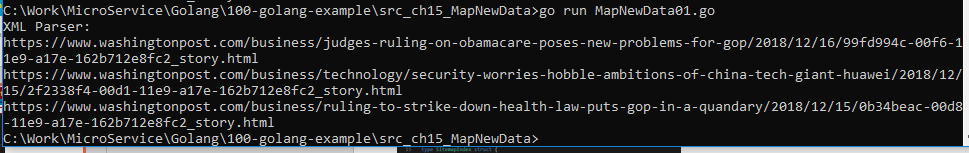 C:\Work\MicroService\Golang\100-golang-example\src_ch15_MapNewData>go run MapNewData01.go
XML Parser:
https://www.washingtonpost.com/business/judges-ruling-on-obamacare-poses-new-problems-for-gop/2018/12/16/99fd994c-00f6-1
1e9-a17e-162b712e8fc2_story.html
https://www.washingtonpost.com/business/technology/security-worries-hobble-ambitions-of-china-tech-giant-huawei/2018/12/
15/2f2338f4-00d1-11e9-a17e-162b712e8fc2_story.html
https://www.washingtonpost.com/business/ruling-to-strike-down-health-law-puts-gop-in-a-quandary/2018/12/15/0b34beac-00d8
-11e9-a17e-162b712e8fc2_story.html
C:\Work\MicroService\Golang\100-golang-example\src_ch15_MapNewData>
type SiteMapIndex struct {